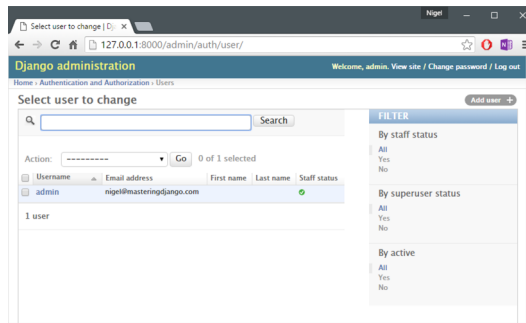 Nigel
Select user to change | Dj
127.0.0.1:8000/admin/auth/user/
Django administration
Welcome, admin. View site / Change password / Log out
Home › Authentication and Authorization › Users
Select user to change
Add user +
Search
Action: --------- Go 0 of 1 selected
Username Email address First name Last name Staff status
admin nigel@masteringdjango.com
1 user
FILTER
By staff status
All
Yes
No
By superuser status
All
Yes
No
By active
All
Yes
No